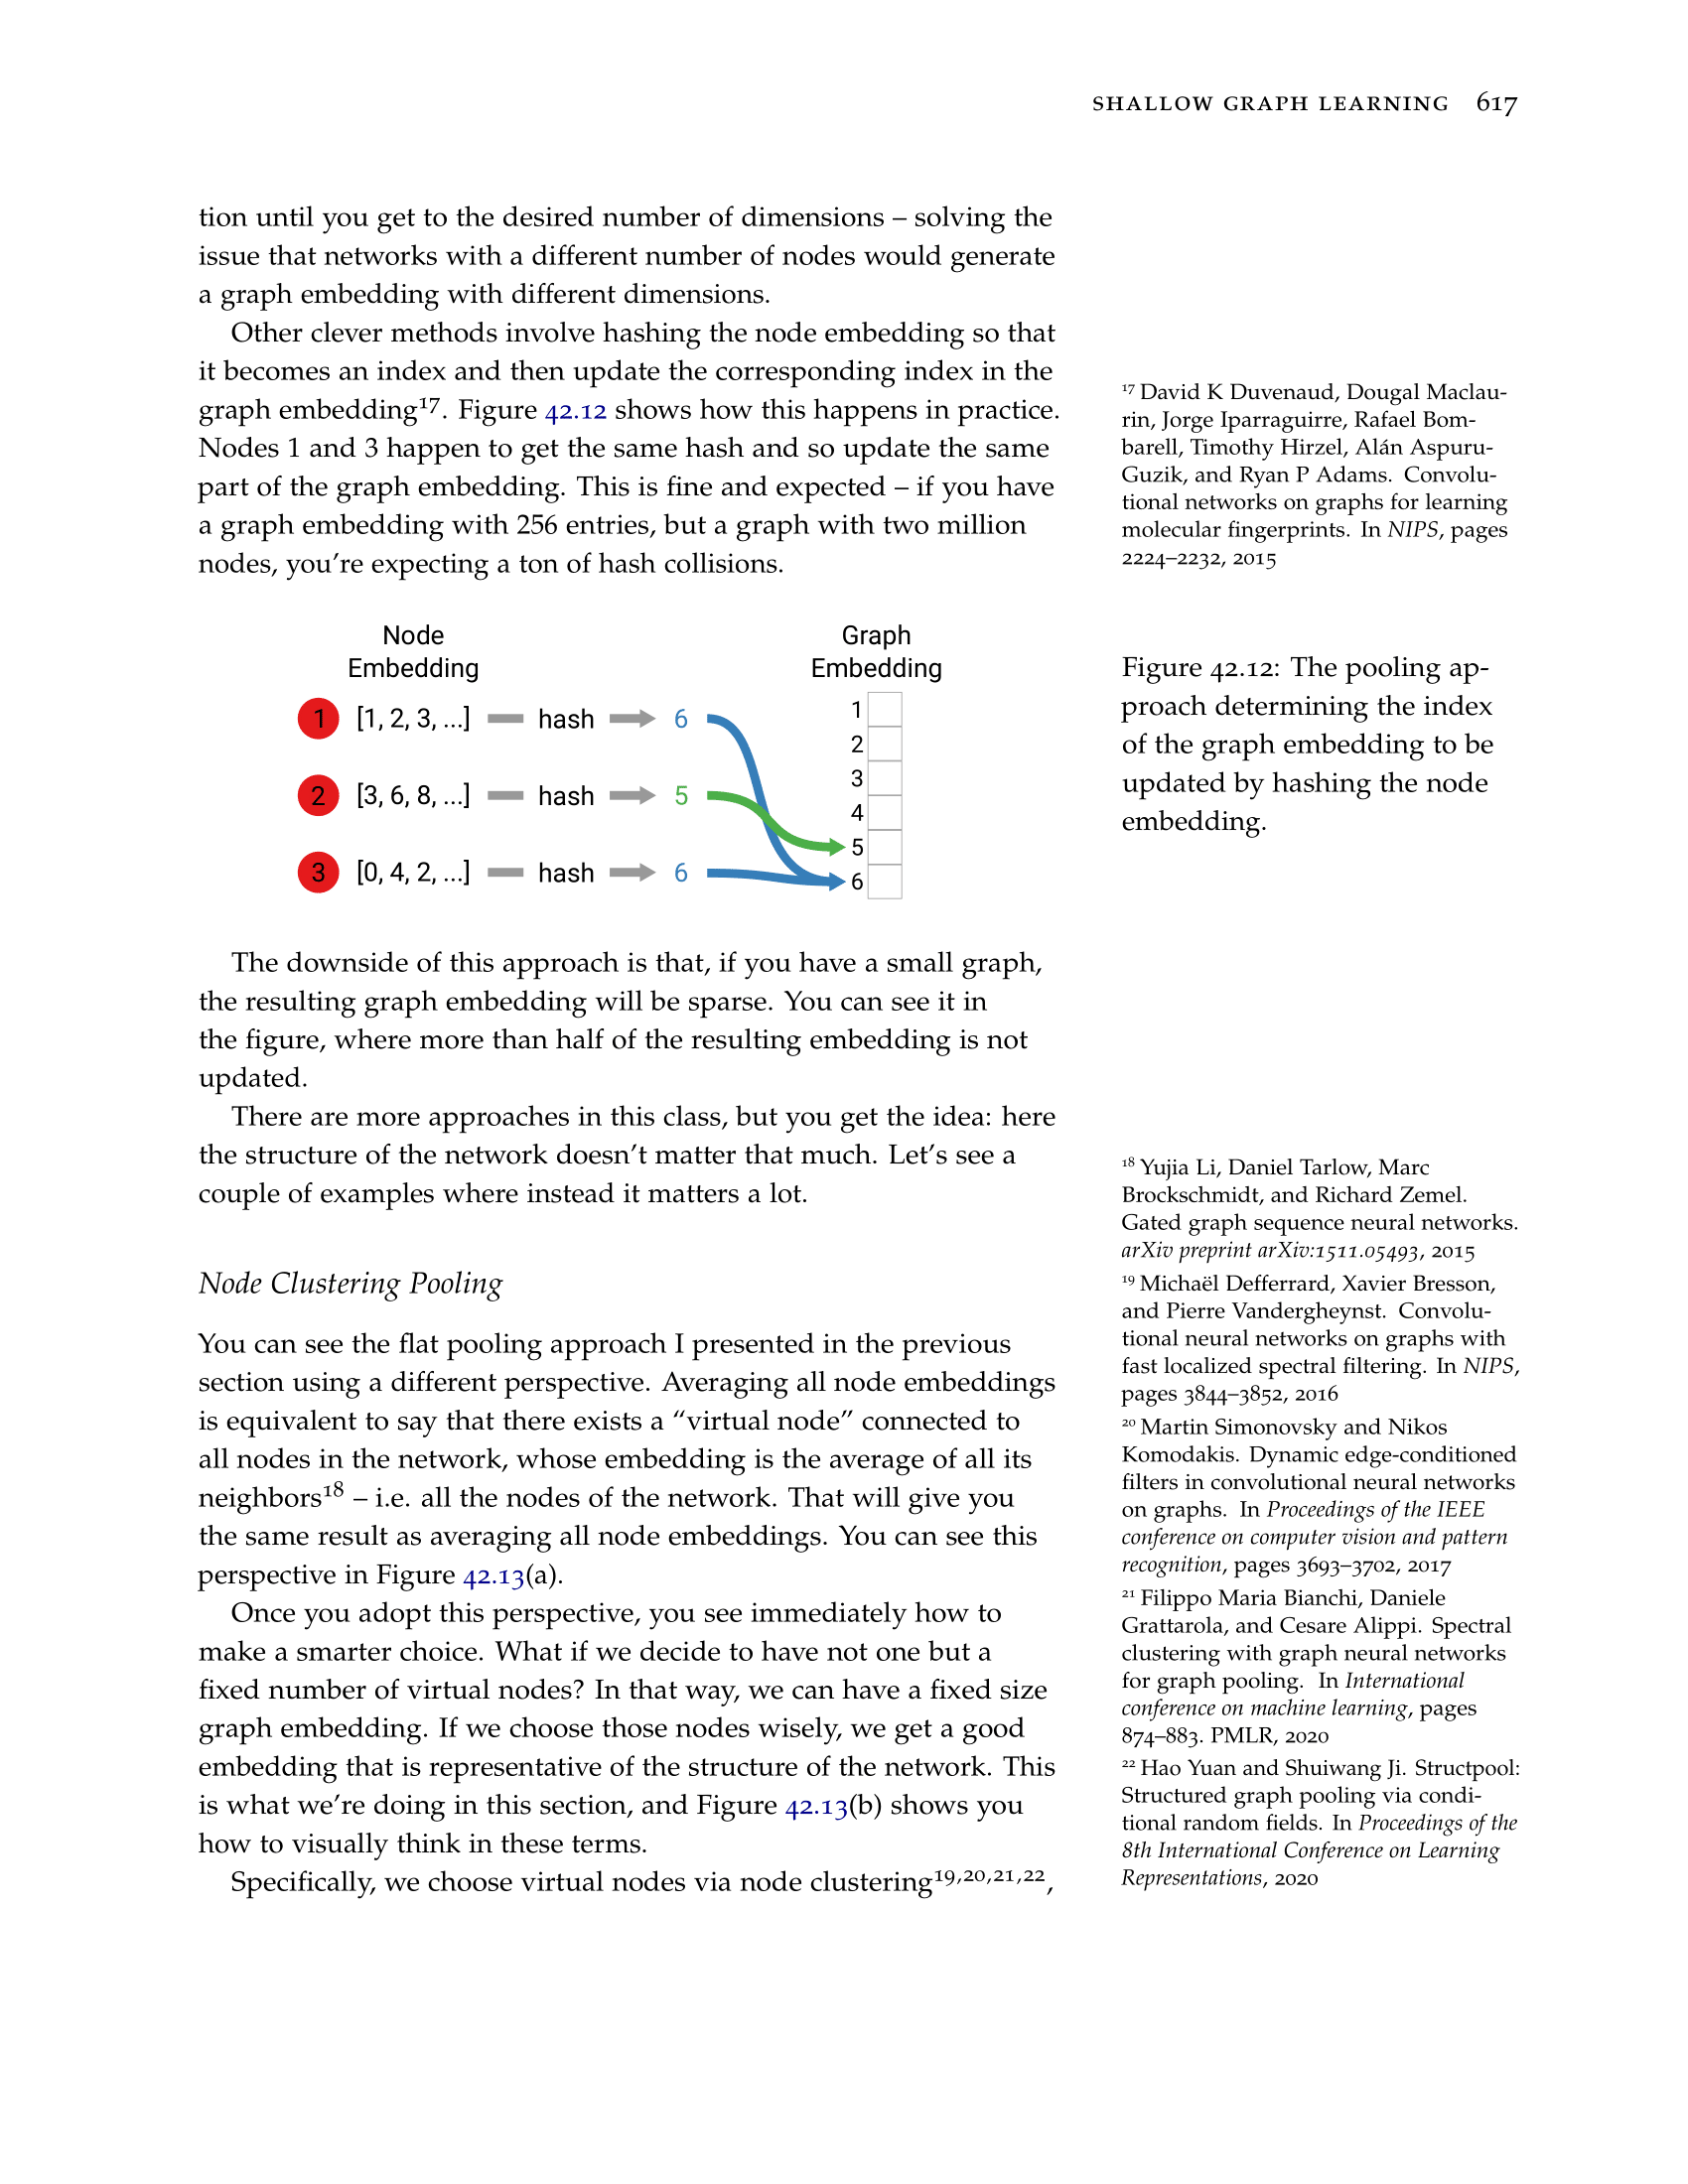 SHALLOW GRAPH LEARNING 617
tion until you get to the desired number of dimensions – solving the
issue that networks with a different number of nodes would generate
a graph embedding with different dimensions.
Other clever methods involve hashing the node embedding so that
it becomes an index and then update the corresponding index in the
graph embedding17. Figure 42.12 shows how this happens in practice.
Nodes 1 and 3 happen to get the same hash and so update the same
part of the graph embedding. This is fine and expected – if you have
a graph embedding with 256 entries, but a graph with two million
nodes, you're expecting a ton of hash collisions.
17 David K Duvenaud, Dougal Maclau-
rin, Jorge Iparraguirre, Rafael Bom-
barell, Timothy Hirzel, Alán Aspuru-
Guzik, and Ryan P Adams. Convolu-
tional networks on graphs for learning
molecular fingerprints. In NIPS, pages
2224–2232, 2015
Node
Embedding
Graph
Embedding
1 [1, 2, 3, ...] hash 6
2 [3, 6, 8, ...] hash 5
3 [0, 4, 2, ...] hash 6
1
2
3
4
5
6
Figure 42.12: The pooling ap-
proach determining the index
of the graph embedding to be
updated by hashing the node
embedding.
The downside of this approach is that, if you have a small graph,
the resulting graph embedding will be sparse. You can see it in
the figure, where more than half of the resulting embedding is not
updated.
There are more approaches in this class, but you get the idea: here
the structure of the network doesn't matter that much. Let's see a
couple of examples where instead it matters a lot.
Node Clustering Pooling
You can see the flat pooling approach I presented in the previous
section using a different perspective. Averaging all node embeddings
is equivalent to say that there exists a “virtual node” connected to
all nodes in the network, whose embedding is the average of all its
neighbors18 – i.e. all the nodes of the network. That will give you
the same result as averaging all node embeddings. You can see this
perspective in Figure 42.13(a).
Once you adopt this perspective, you see immediately how to
make a smarter choice. What if we decide to have not one but a
fixed number of virtual nodes? In that way, we can have a fixed size
graph embedding. If we choose those nodes wisely, we get a good
embedding that is representative of the structure of the network. This
is what we're doing in this section, and Figure 42.13(b) shows you
how to visually think in these terms.
Specifically, we choose virtual nodes via node clustering19,20,21,22,
18 Yujia Li, Daniel Tarlow, Marc
Brockschmidt, and Richard Zemel.
Gated graph sequence neural networks.
arXiv preprint arXiv:1511.05493, 2015
19 Michaël Defferrard, Xavier Bresson,
and Pierre Vandergheynst. Convolu-
tional neural networks on graphs with
fast localized spectral filtering. In NIPS,
pages 3844–3852, 2016
20 Martin Simonovsky and Nikos
Komodakis. Dynamic edge-conditioned
filters in convolutional neural networks
on graphs. In Proceedings of the IEEE
conference on computer vision and pattern
recognition, pages 3693–3702, 2017
21 Filippo Maria Bianchi, Daniele
Grattarola, and Cesare Alippi. Spectral
clustering with graph neural networks
for graph pooling. In International
conference on machine learning, pages
874–883. PMLR, 2020
22 Hao Yuan and Shuiwang Ji. Structpool:
Structured graph pooling via condi-
tional random fields. In Proceedings of the
8th International Conference on Learning
Representations, 2020